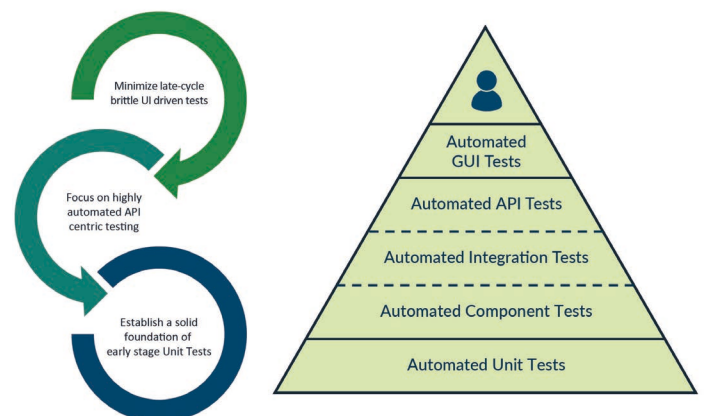 Minimize late-cycle
brittle UI driven tests
Focus on highly
automated API
centric testing
Establish a solid
foundation of
early stage Unit Tests
Automated
GUI Tests
Automated API Tests
Automated Integration Tests
Automated Component Tests
Automated Unit Tests